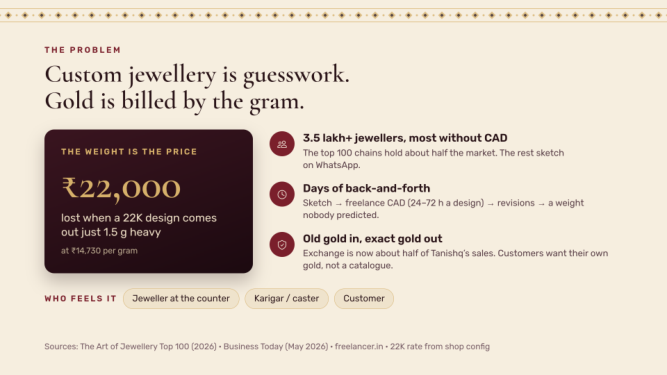 THE PROBLEM
Custom jewellery is guesswork.
Gold is billed by the gram.
THE WEIGHT IS THE PRICE
₹22,000
lost when a 22K design comes
out just 1.5 g heavy
at ₹14,730 per gram
3.5 lakh+ jewellers, most without CAD
The top 100 chains hold about half the market. The rest sketch
on WhatsApp.
Days of back-and-forth
Sketch → freelance CAD (24–72 h a design) → revisions → a weight
nobody predicted.
Old gold in, exact gold out
Exchange is now about half of Tanishq's sales. Customers want their own
gold, not a catalogue.
WHO FEELS IT
Jeweller at the counter
Karigar / caster
Customer
Sources: The Art of Jewellery Top 100 (2026) • Business Today (May 2026) • freelancer.in • 22K rate from shop config